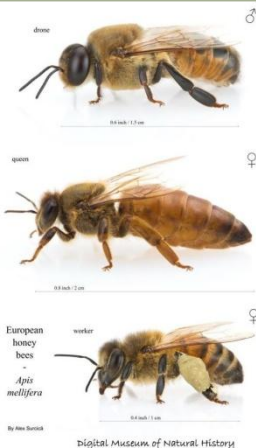 ♂
drone
0.6 inch / 1.5 cm
queen
♀
0.8 inch / 2 cm
♀
European
honey
bees
-
Apis
mellifera
worker
0.4 inch / 1 cm
By Alex Surcică
Digital Museum of Natural History